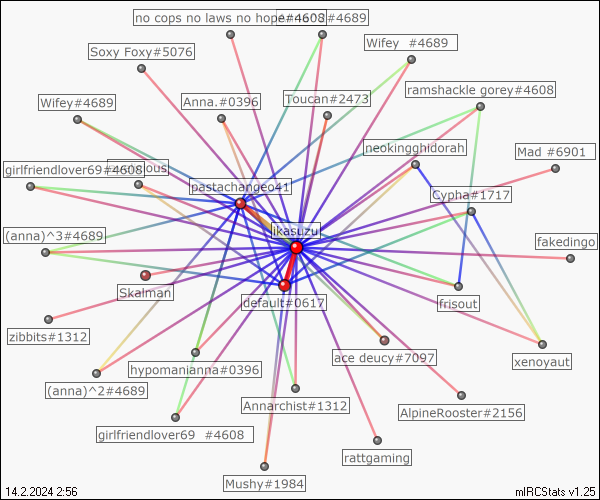 no cops no laws no hope#4608
#4689
Soxy Foxy#5076
Wifey #4689
ramshackle gorey#4608
Wifey#4689
Anna.#0396
Toucan#2473
neokingghidorah
Mad #6901
girlfriendlover69#4608
pastachangeo41
Cypha#1717
(anna)^3#4689
ikasuzu
fakedingo
Skalman
default#0617
frisout
zibbits#1312
hypomanianna#0396
ace deucy#7097
xenoyaut
(anna)^2#4689
Annarchist#1312
AlpineRooster#2156
girlfriendlover69 #4608
rattgaming
Mushy#1984
14.2.2024 2:56
mIRCStats v1.25